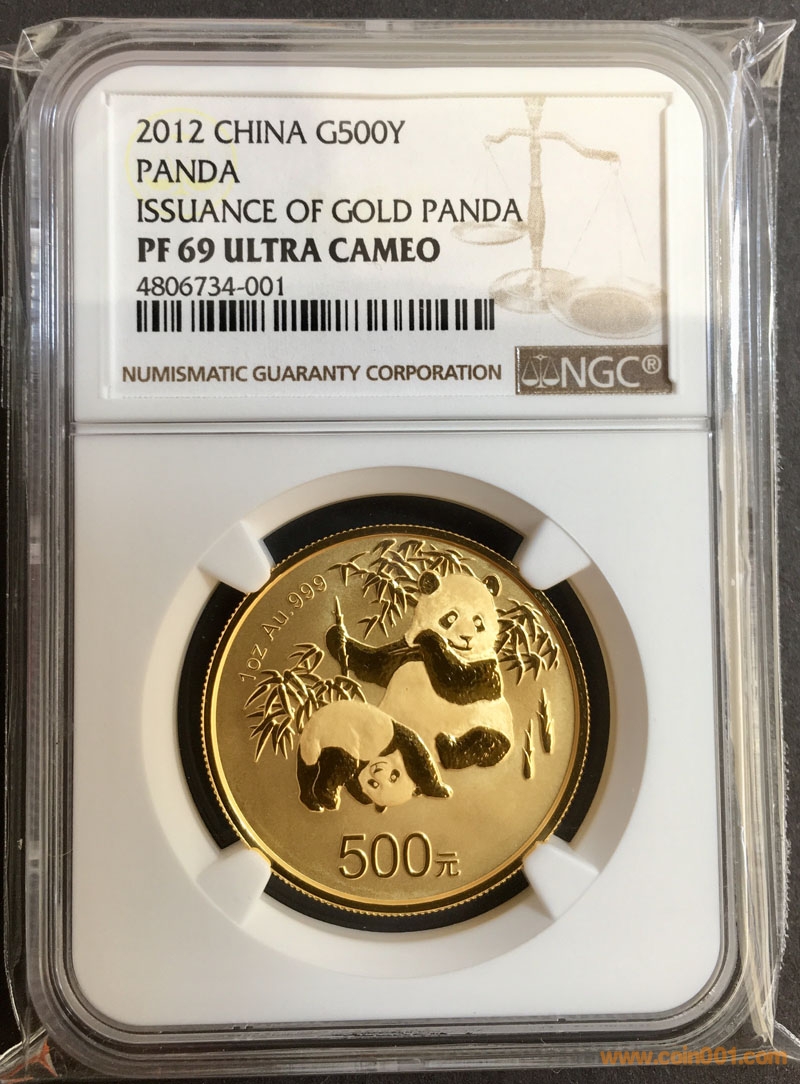 2012 CHINA G500Y
PANDA
ISSUANCE OF GOLD PANDA
PF 69 ULTRA CAMEO
4806734-001
NUMISMATIC GUARANTY CORPORATION
NGC®
1oz Au.999
500元
www.coin001.com